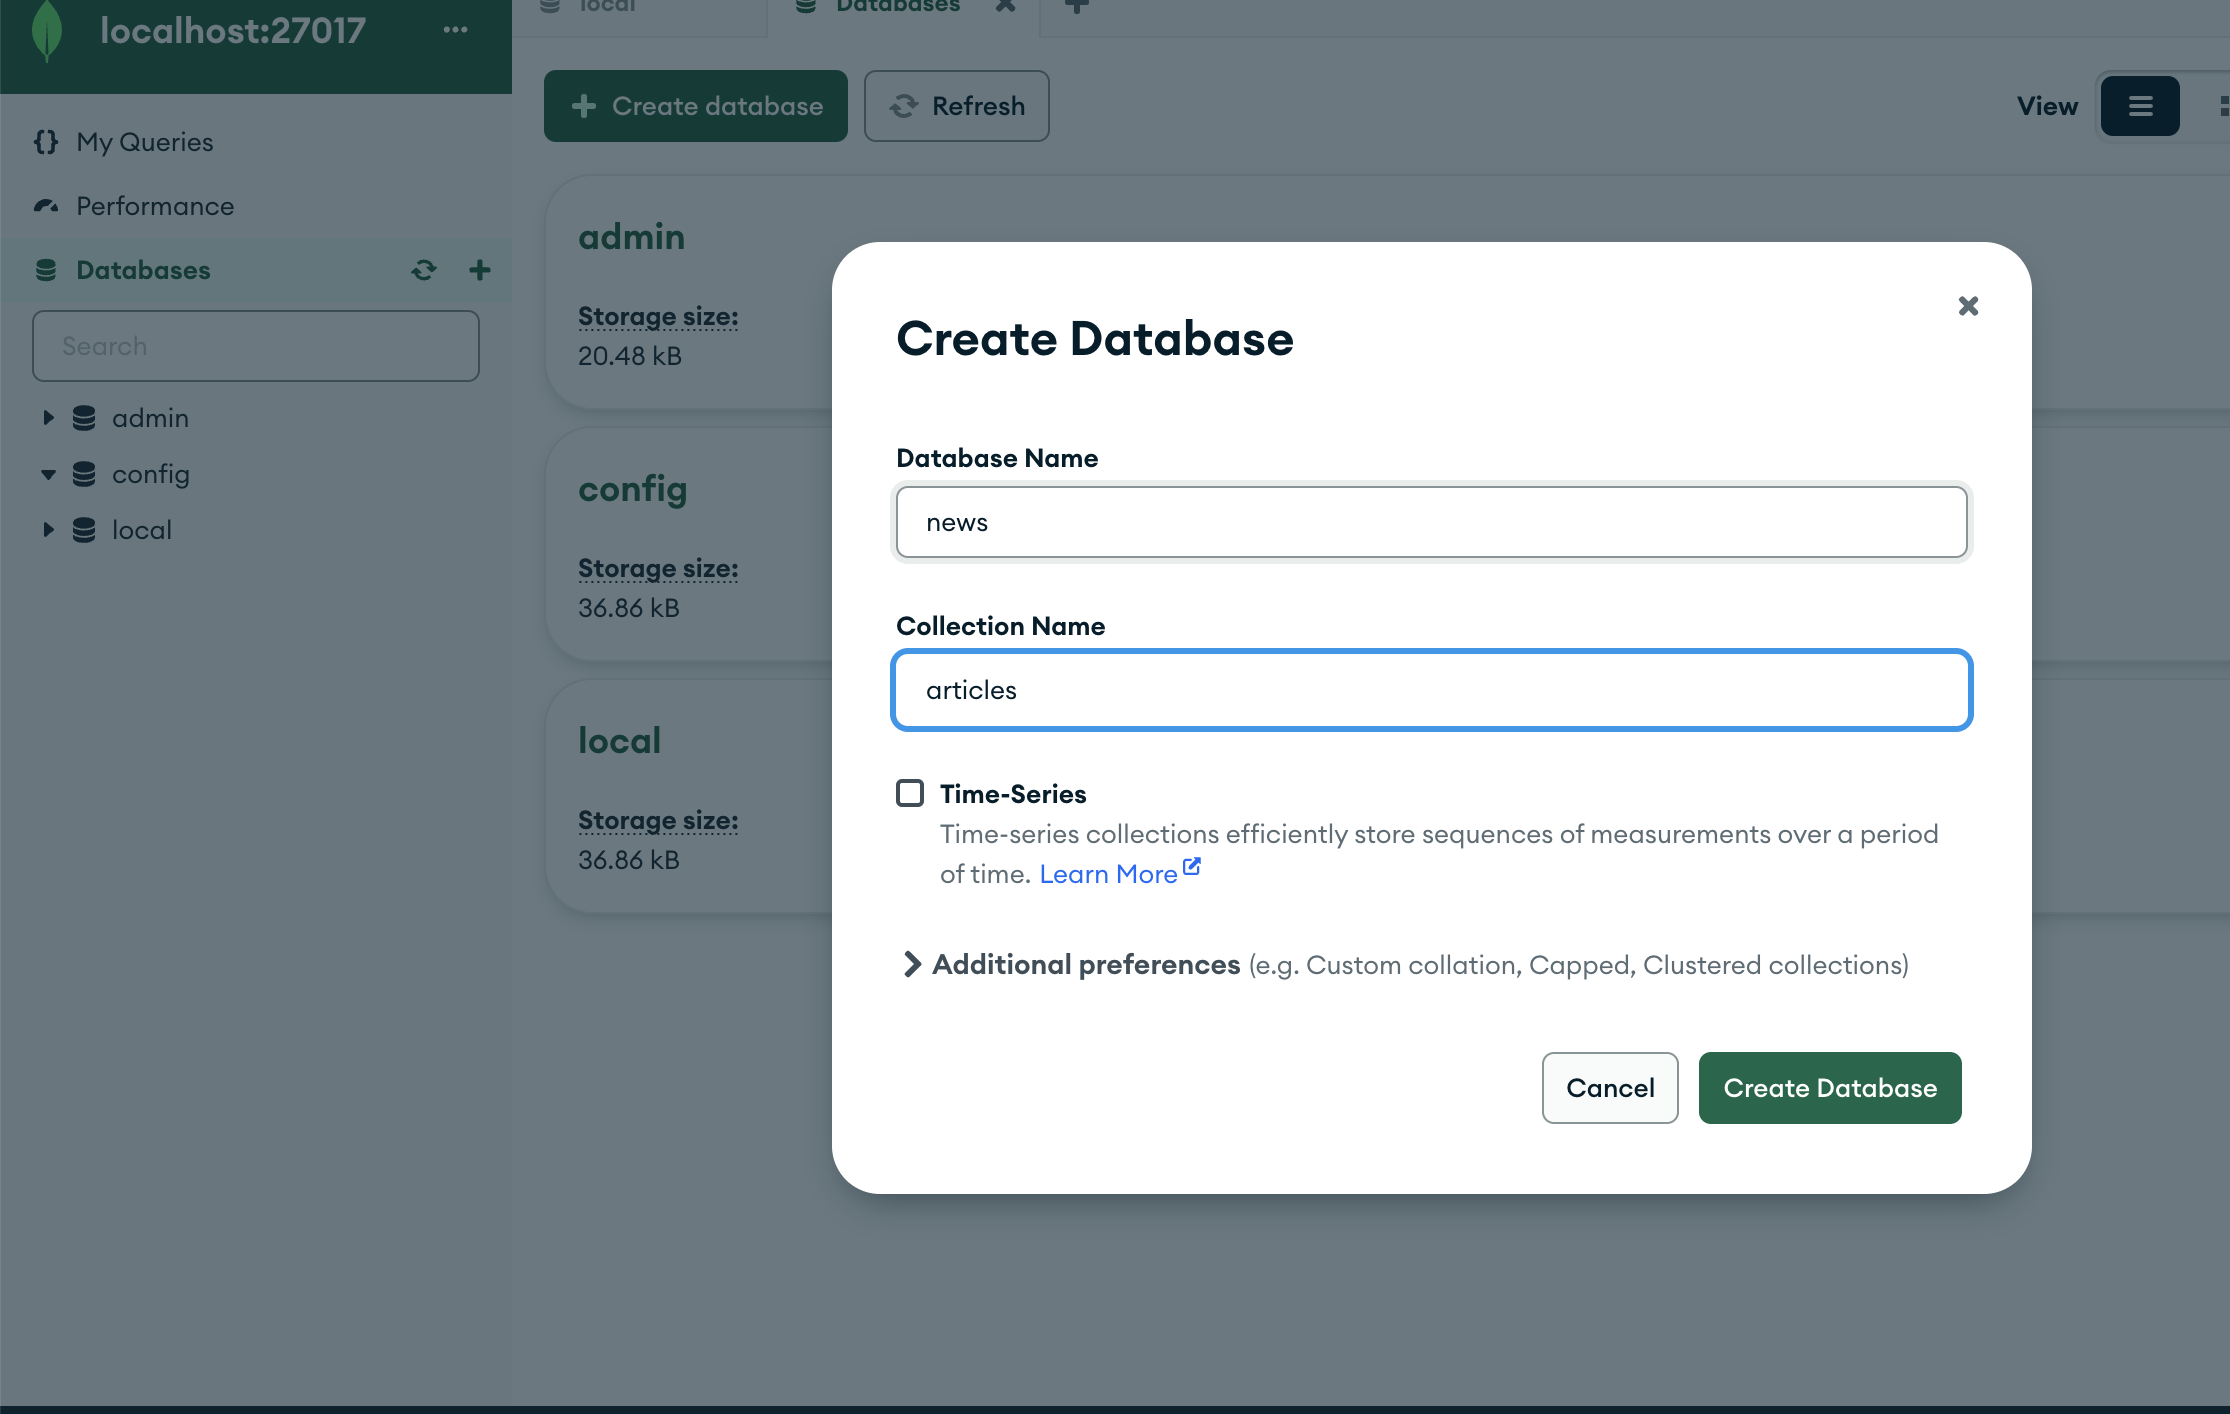 localhost:27017
local
Databases
My Queries
Performance
Databases
Search
admin
config
local
Create database
Refresh
View
admin
Storage size:
20.48 kB
config
Storage size:
36.86 kB
local
Storage size:
36.86 kB
Create Database
Database Name
news
Collection Name
articles
Time-Series
Time-series collections efficiently store sequences of measurements over a period
of time. Learn More
Additional preferences (e.g. Custom collation, Capped, Clustered collections)
Cancel
Create Database